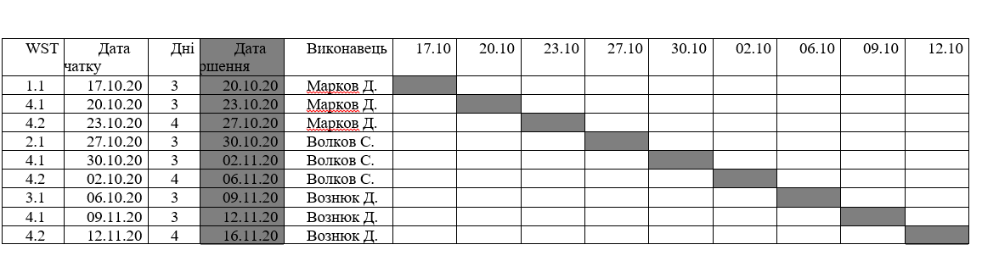 WST Дата Дні Дата Виконавець 17.10 20.10 23.10 27.10 30.10 02.10 06.10 09.10 12.10
чатку ршення
1.1 17.10.20 3 20.10.20 Марков Д.
4.1 20.10.20 3 23.10.20 Марков Д.
4.2 23.10.20 4 27.10.20 Марков Д.
2.1 27.10.20 3 30.10.20 Волков С.
4.1 30.10.20 3 02.11.20 Волков С.
4.2 02.10.20 4 06.11.20 Волков С.
3.1 06.10.20 3 09.11.20 Вознюк Д.
4.1 09.11.20 3 12.11.20 Вознюк Д.
4.2 12.11.20 4 16.11.20 Вознюк Д.